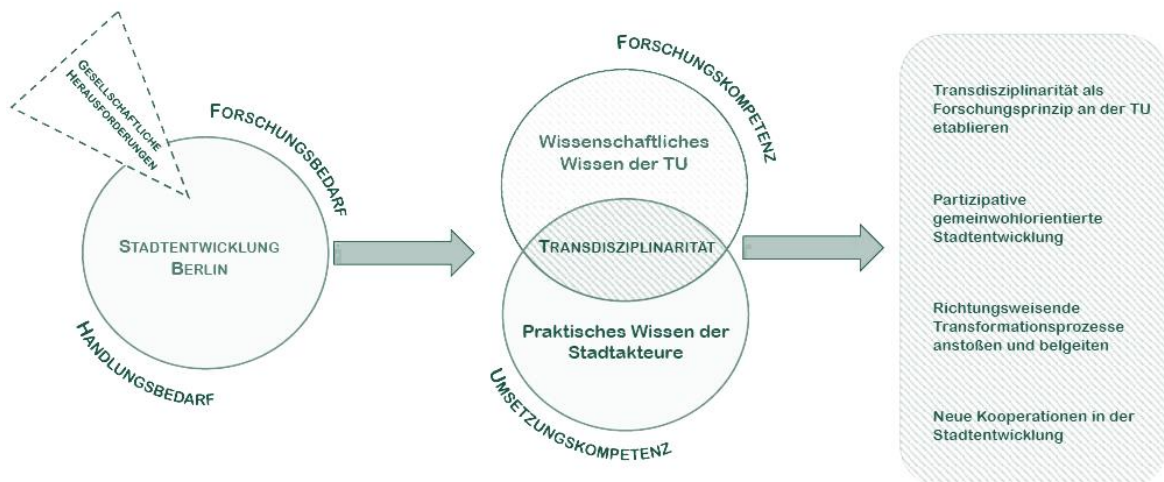 GESELLSCHAFTLICHE
HERAUSFORDERUNGEN
FORSCHUNGSBEDARF
STADTENTWICKLUNG
BERLIN
HANDLUNGSBEDARF
FORSCHUNGSKOMPETENZ
Wissenschaftliches
Wissen der TU
TRANSDISZIPLINARITÄT
Praktisches Wissen der
Stadtakteure
UMSETZUNGSKOMPETENZ
Transdisziplinarität als
Forschungsprinzip an der TU
etablieren
Partizipative
gemeinwohlorientierte
Stadtentwicklung
Richtungsweisende
Transformationsprozesse
anstoßen und belgeiten
Neue Kooperationen in der
Stadtentwicklung